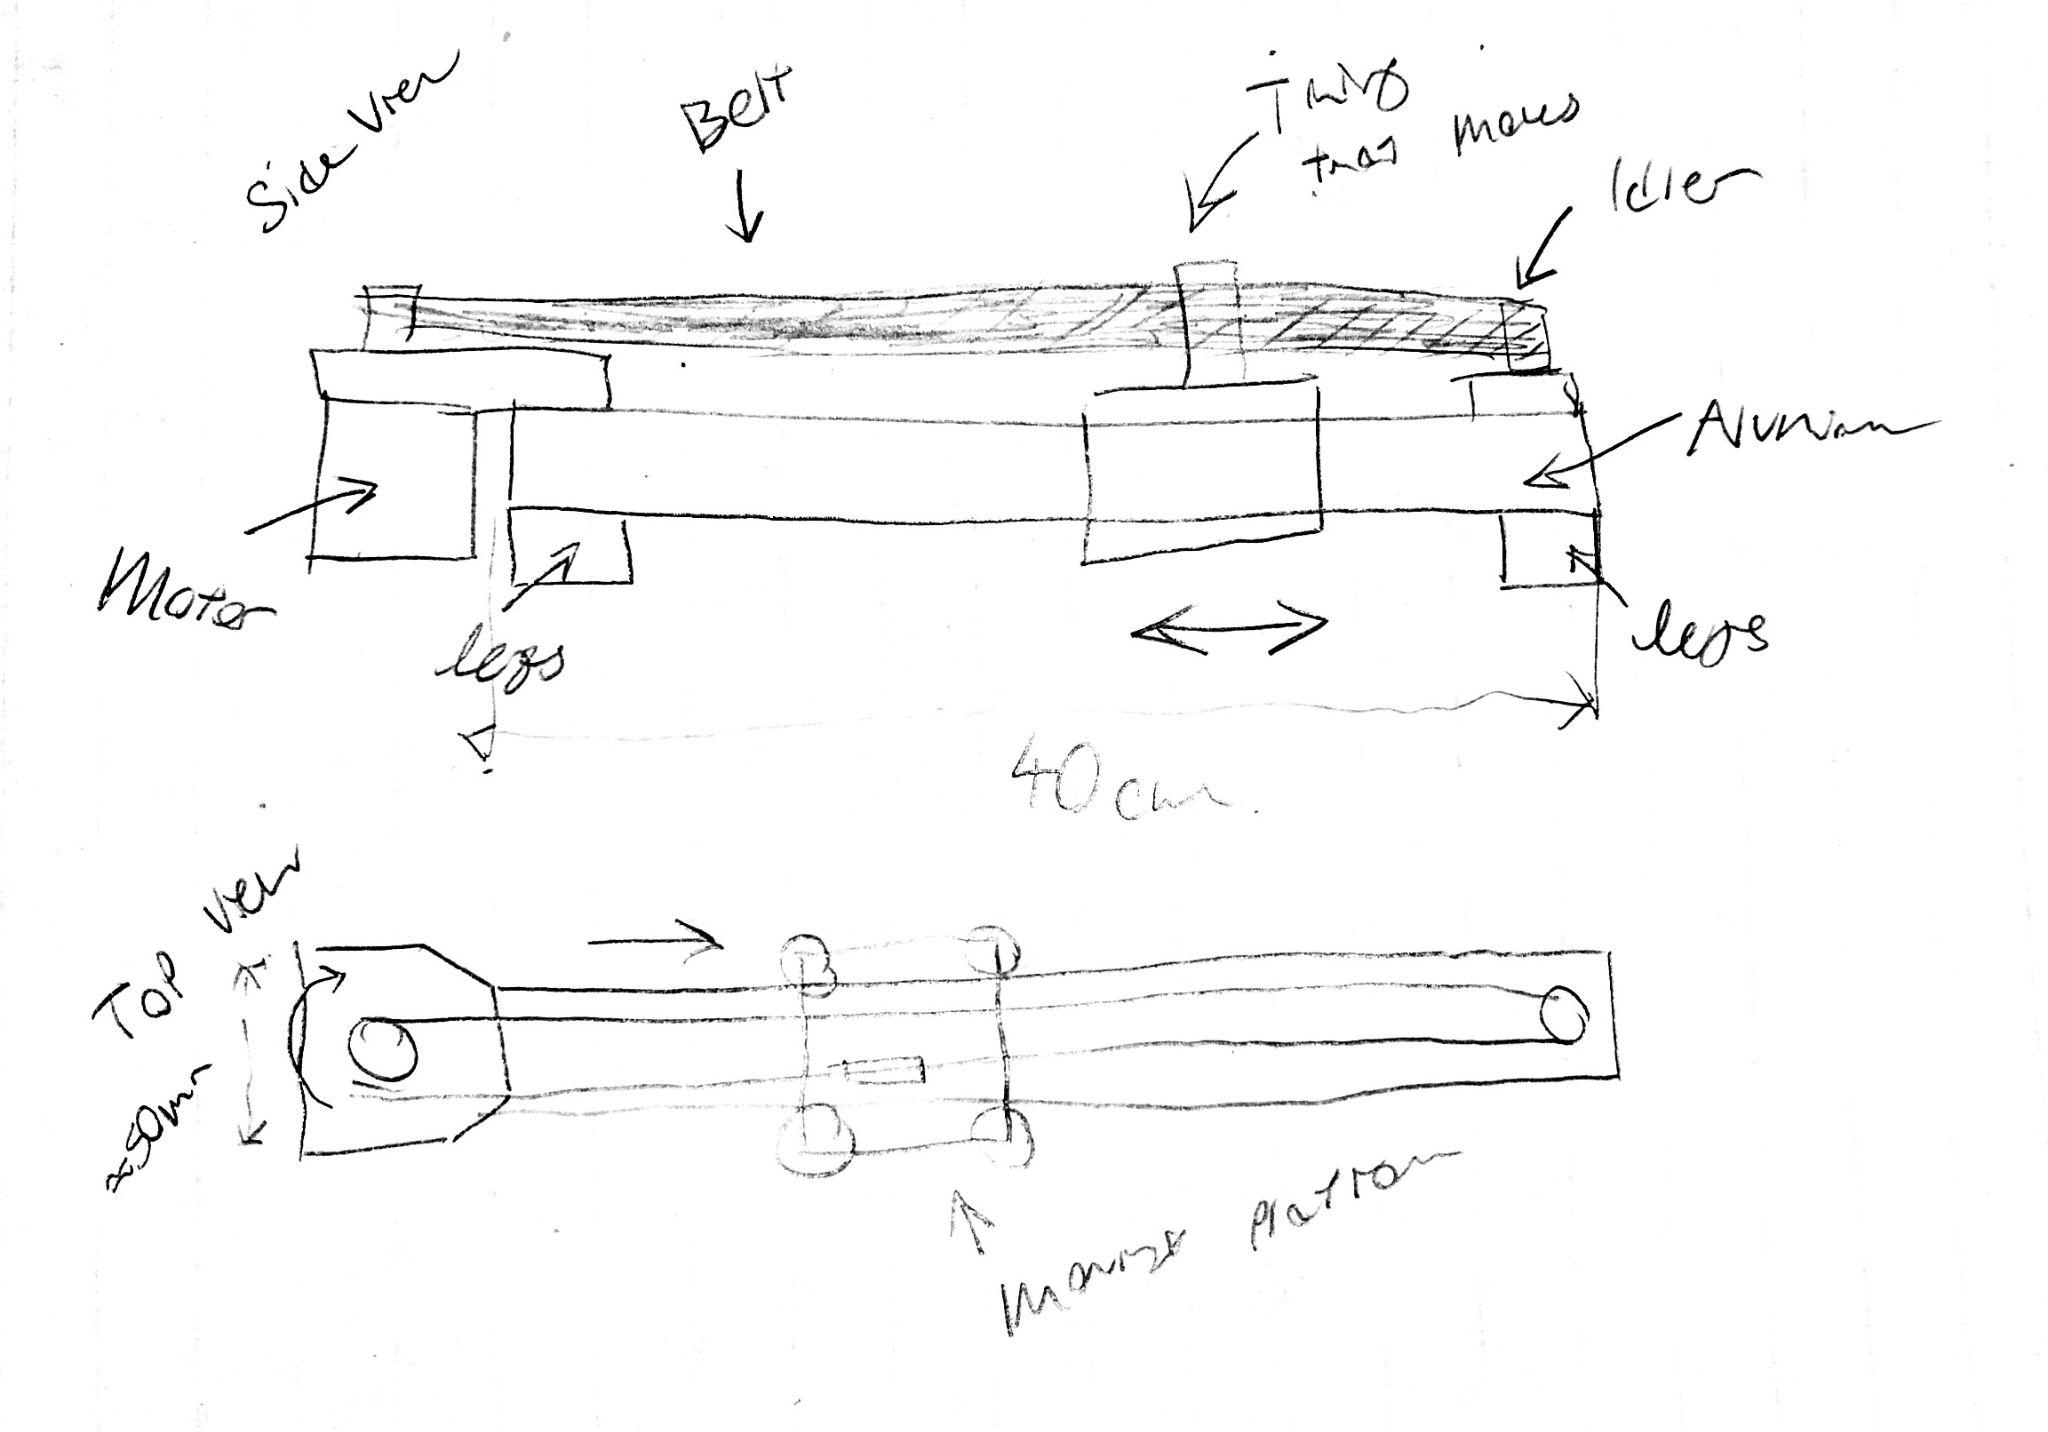 Side View
Belt
Thing
that moves
Idler
Aluminum
Motor
legs
legs
40cm
Top View
50mm
Moving Platform